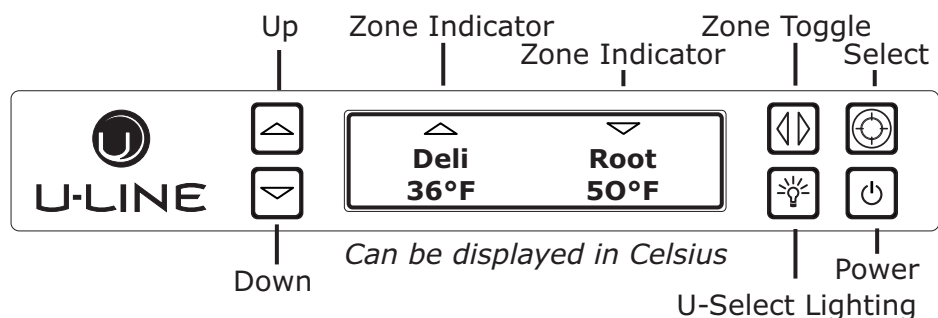 Up Zone Indicator Zone Toggle
Zone Indicator Select
U
Deli Root
36°F 50°F
U-LINE
Can be displayed in Celsius
Down Power
U-Select Lighting